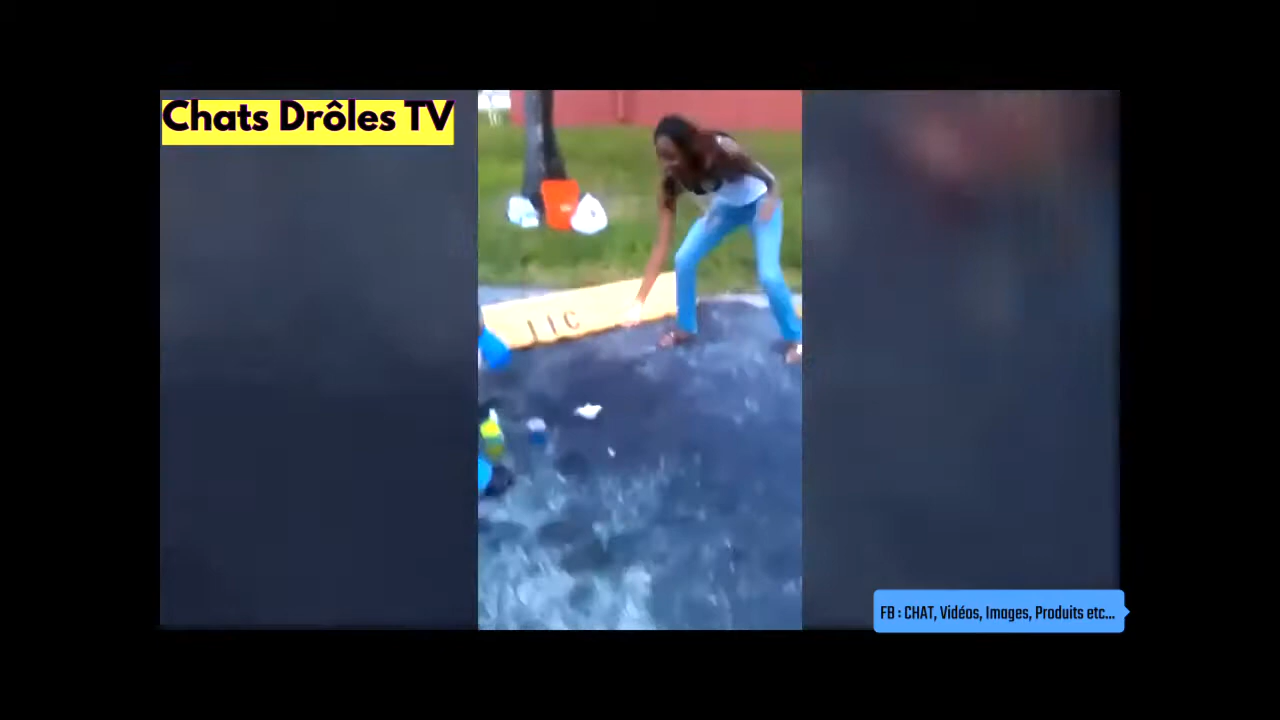 Chats Drôles TV
FB : CHAT, Vidéos, Images, Produits etc...